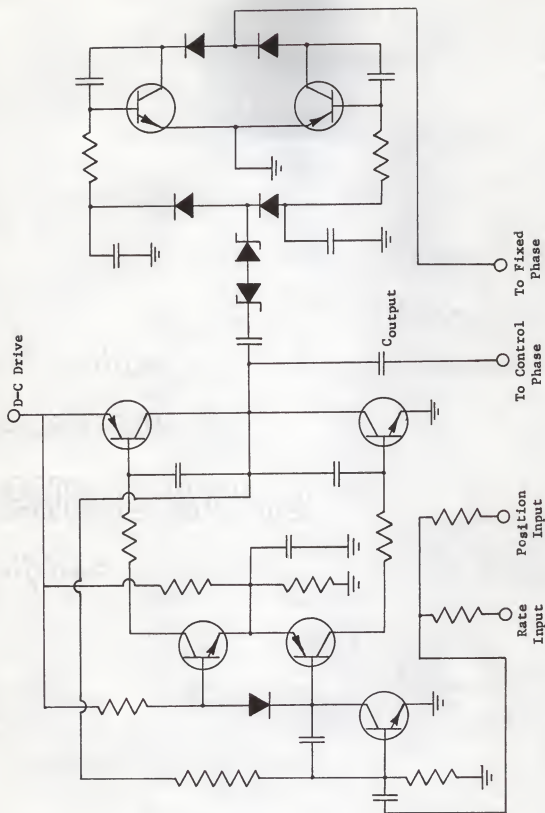 D-C Drive
Coutput
To Control
Phase
To Fixed
Phase
Position
Input
Rate
Input